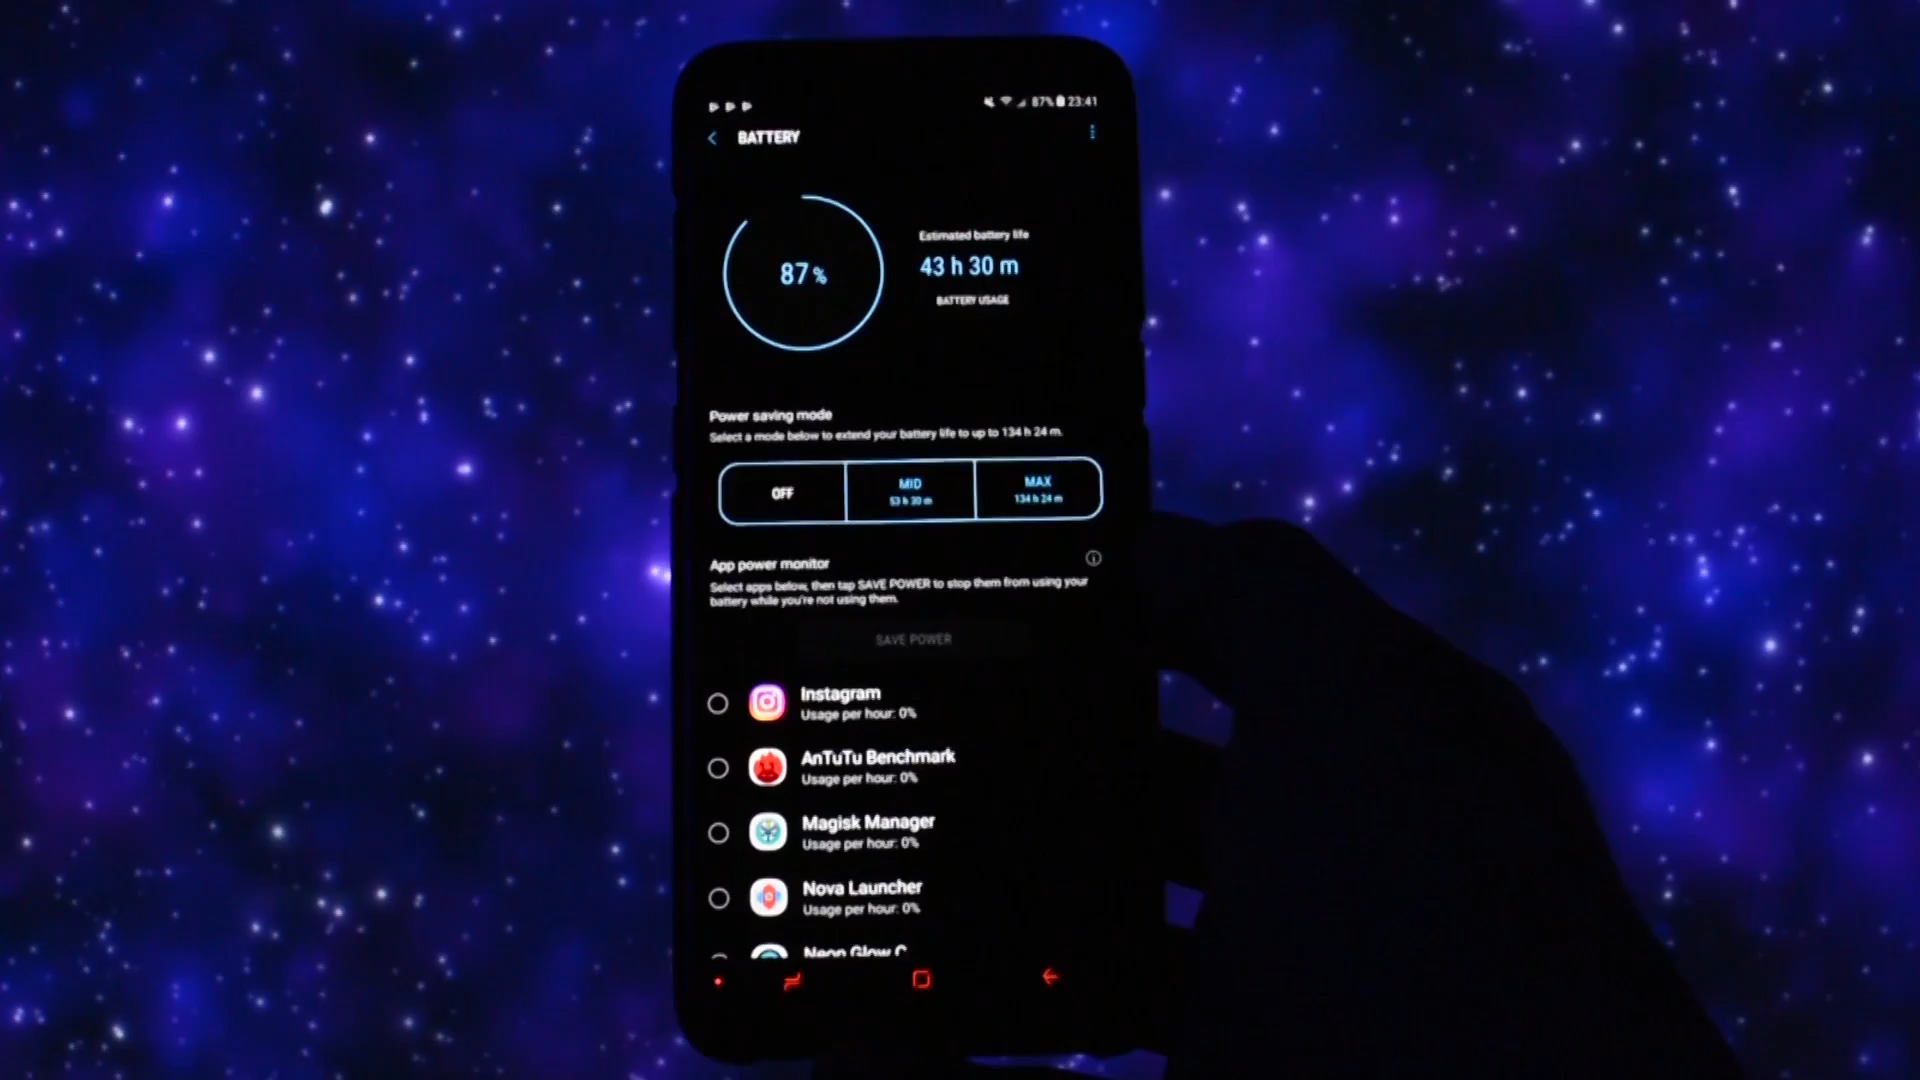 87% 23:41
BATTERY
87%
Estimated battery life
43 h 30 m
BATTERY USAGE
Power saving mode
Select a mode below to extend your battery life to up to 134 h 24 m.
OFF
MID
53 h 30 m
MAX
134 h 24 m
App power monitor
Select apps below, then tap SAVE POWER to stop them from using your
battery while you're not using them.
SAVE POWER
Instagram
Usage per hour: 0%
AnTuTu Benchmark
Usage per hour: 0%
Magisk Manager
Usage per hour: 0%
Nova Launcher
Usage per hour: 0%
Neon Glow C